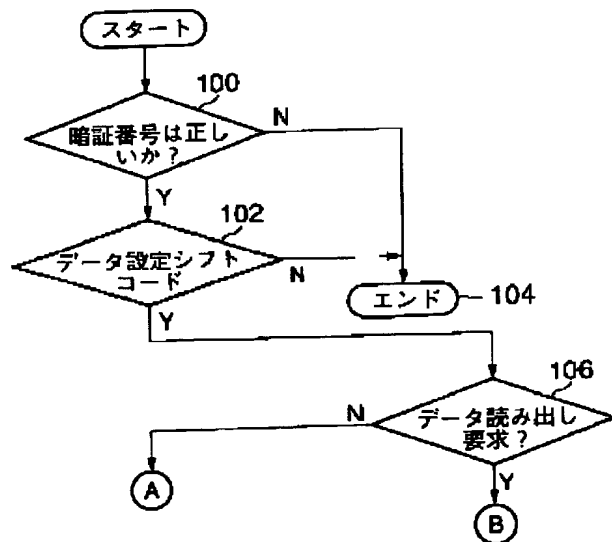 スタート
100
暗証番号は正し
いか？
N
Y
102
データ設定シフト
コード
N
エンド
104
Y
106
データ読み出し
要求？
N
Y
A
B